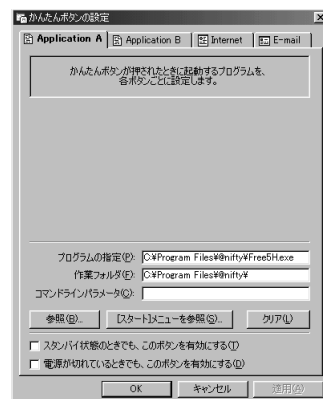 かんたんボタンの設定
Application A Application B Internet E-mail
かんたんボタンが押されたときに起動するプログラムを、
各ボタンごとに設定します。
プログラムの指定(P): C:¥Program Files¥@nifty¥Free5H.exe
作業フォルダ(F): C:¥Program Files¥@nifty¥
コマンドラインパラメータ(C):
参照(B)... [スタート]メニューを参照(S)... クリア(L)
スタンバイ状態のときでも、このボタンを有効にする(T)
電源が切れているときでも、このボタンを有効にする(D)
OK キャンセル 適用(A)